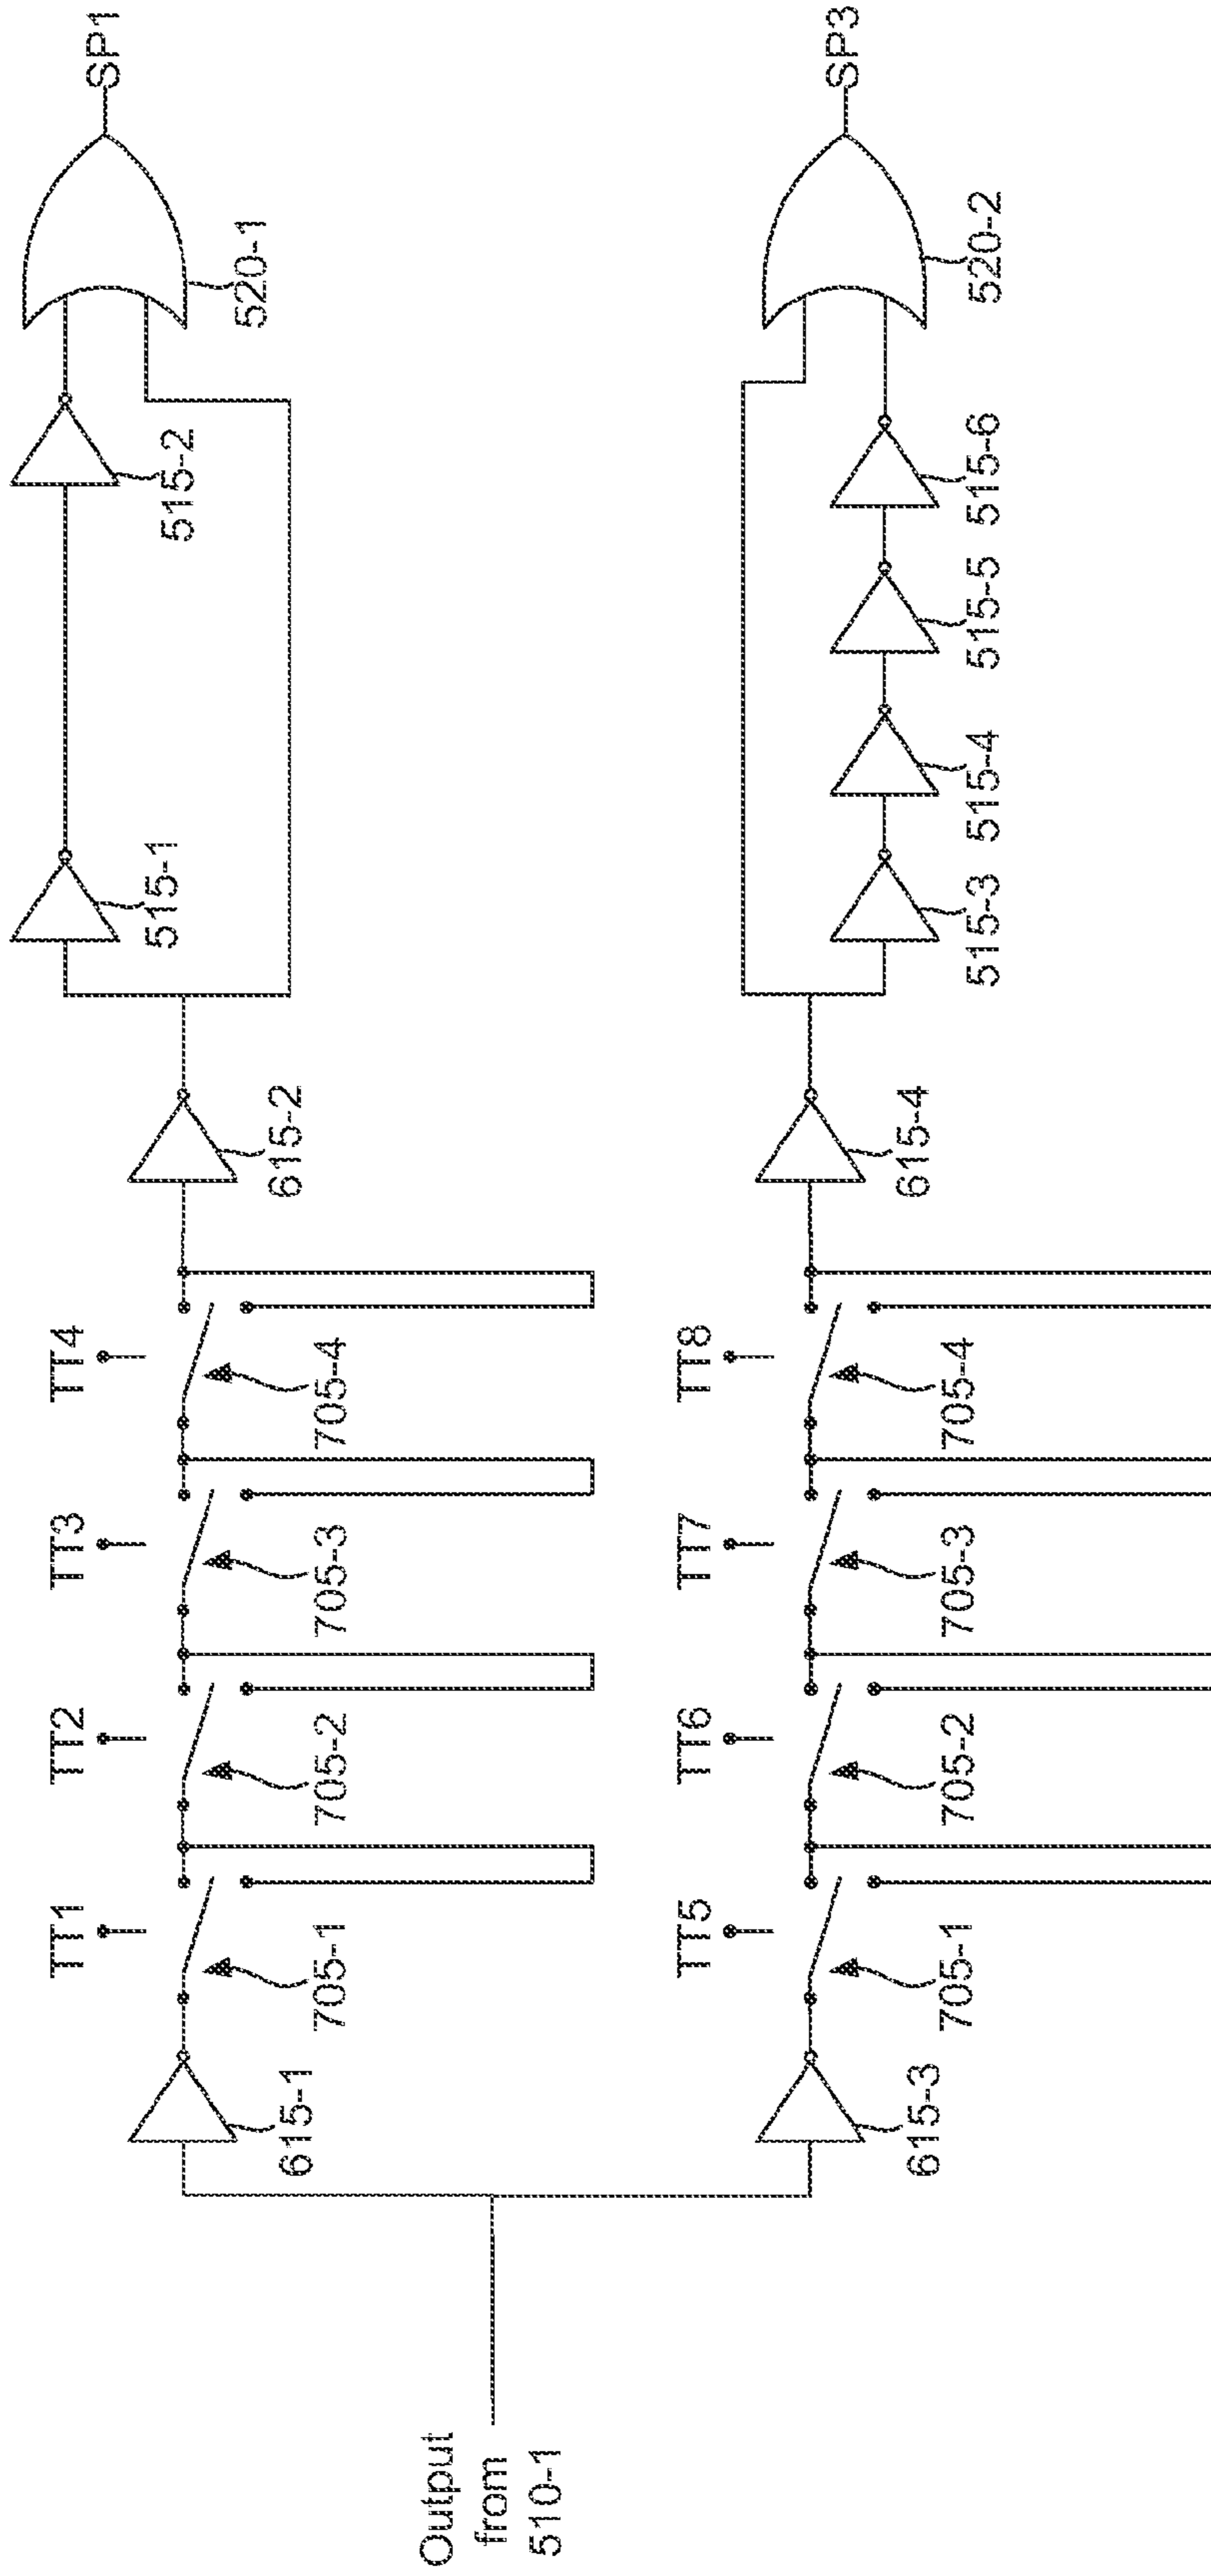 Output
from
510-1
615-1
TT1
705-1
TT2
705-2
TT3
705-3
TT4
705-4
615-2
515-1
515-2
520-1
SP1
615-3
TT5
705-1
TT6
705-2
TT7
705-3
TT8
705-4
615-4
515-3
515-4
515-5
515-6
520-2
SP3